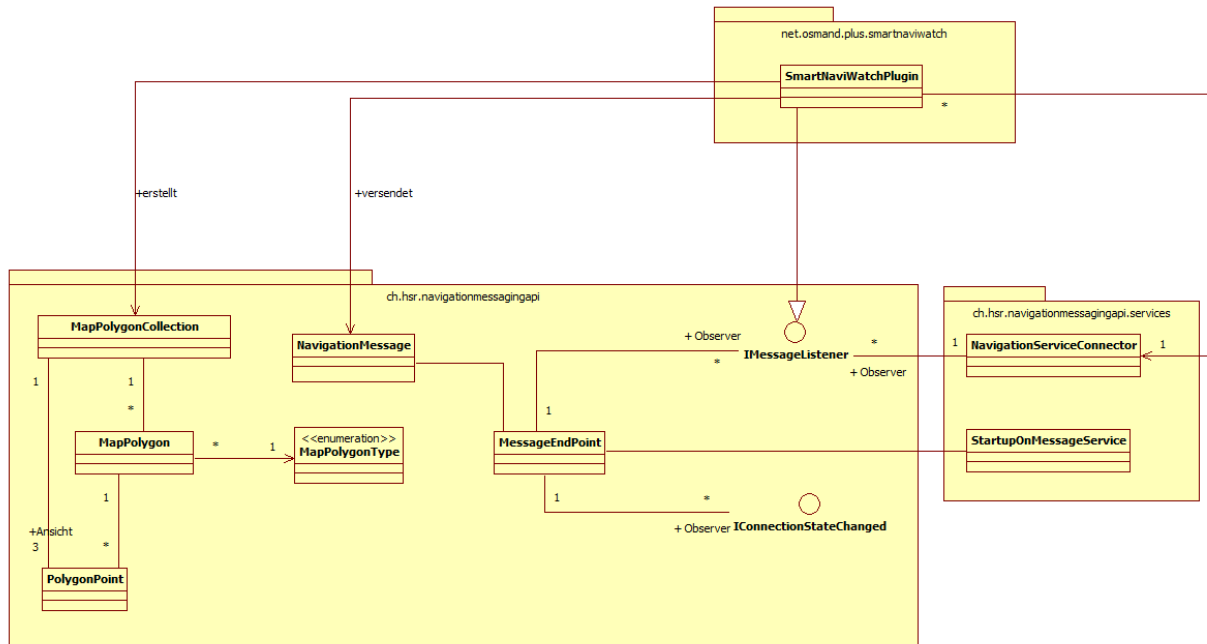 net.osmand.plus.smartnaviwatch
SmartNaviWatchPlugin
*
+erstellt
+versendet
ch.hsr.navigationmessagingapi
ch.hsr.navigationmessagingapi.services
MapPolygonCollection
NavigationMessage
+ Observer
*
IMessageListener
*
+ Observer
1
NavigationServiceConnector
1
1
1
*
1
MapPolygon
*
1
<<enumeration>>
MapPolygonType
MessageEndPoint
StartupOnMessageService
1
1
*
+ Observer
IConnectionStateChanged
+Ansicht
3
*
PolygonPoint